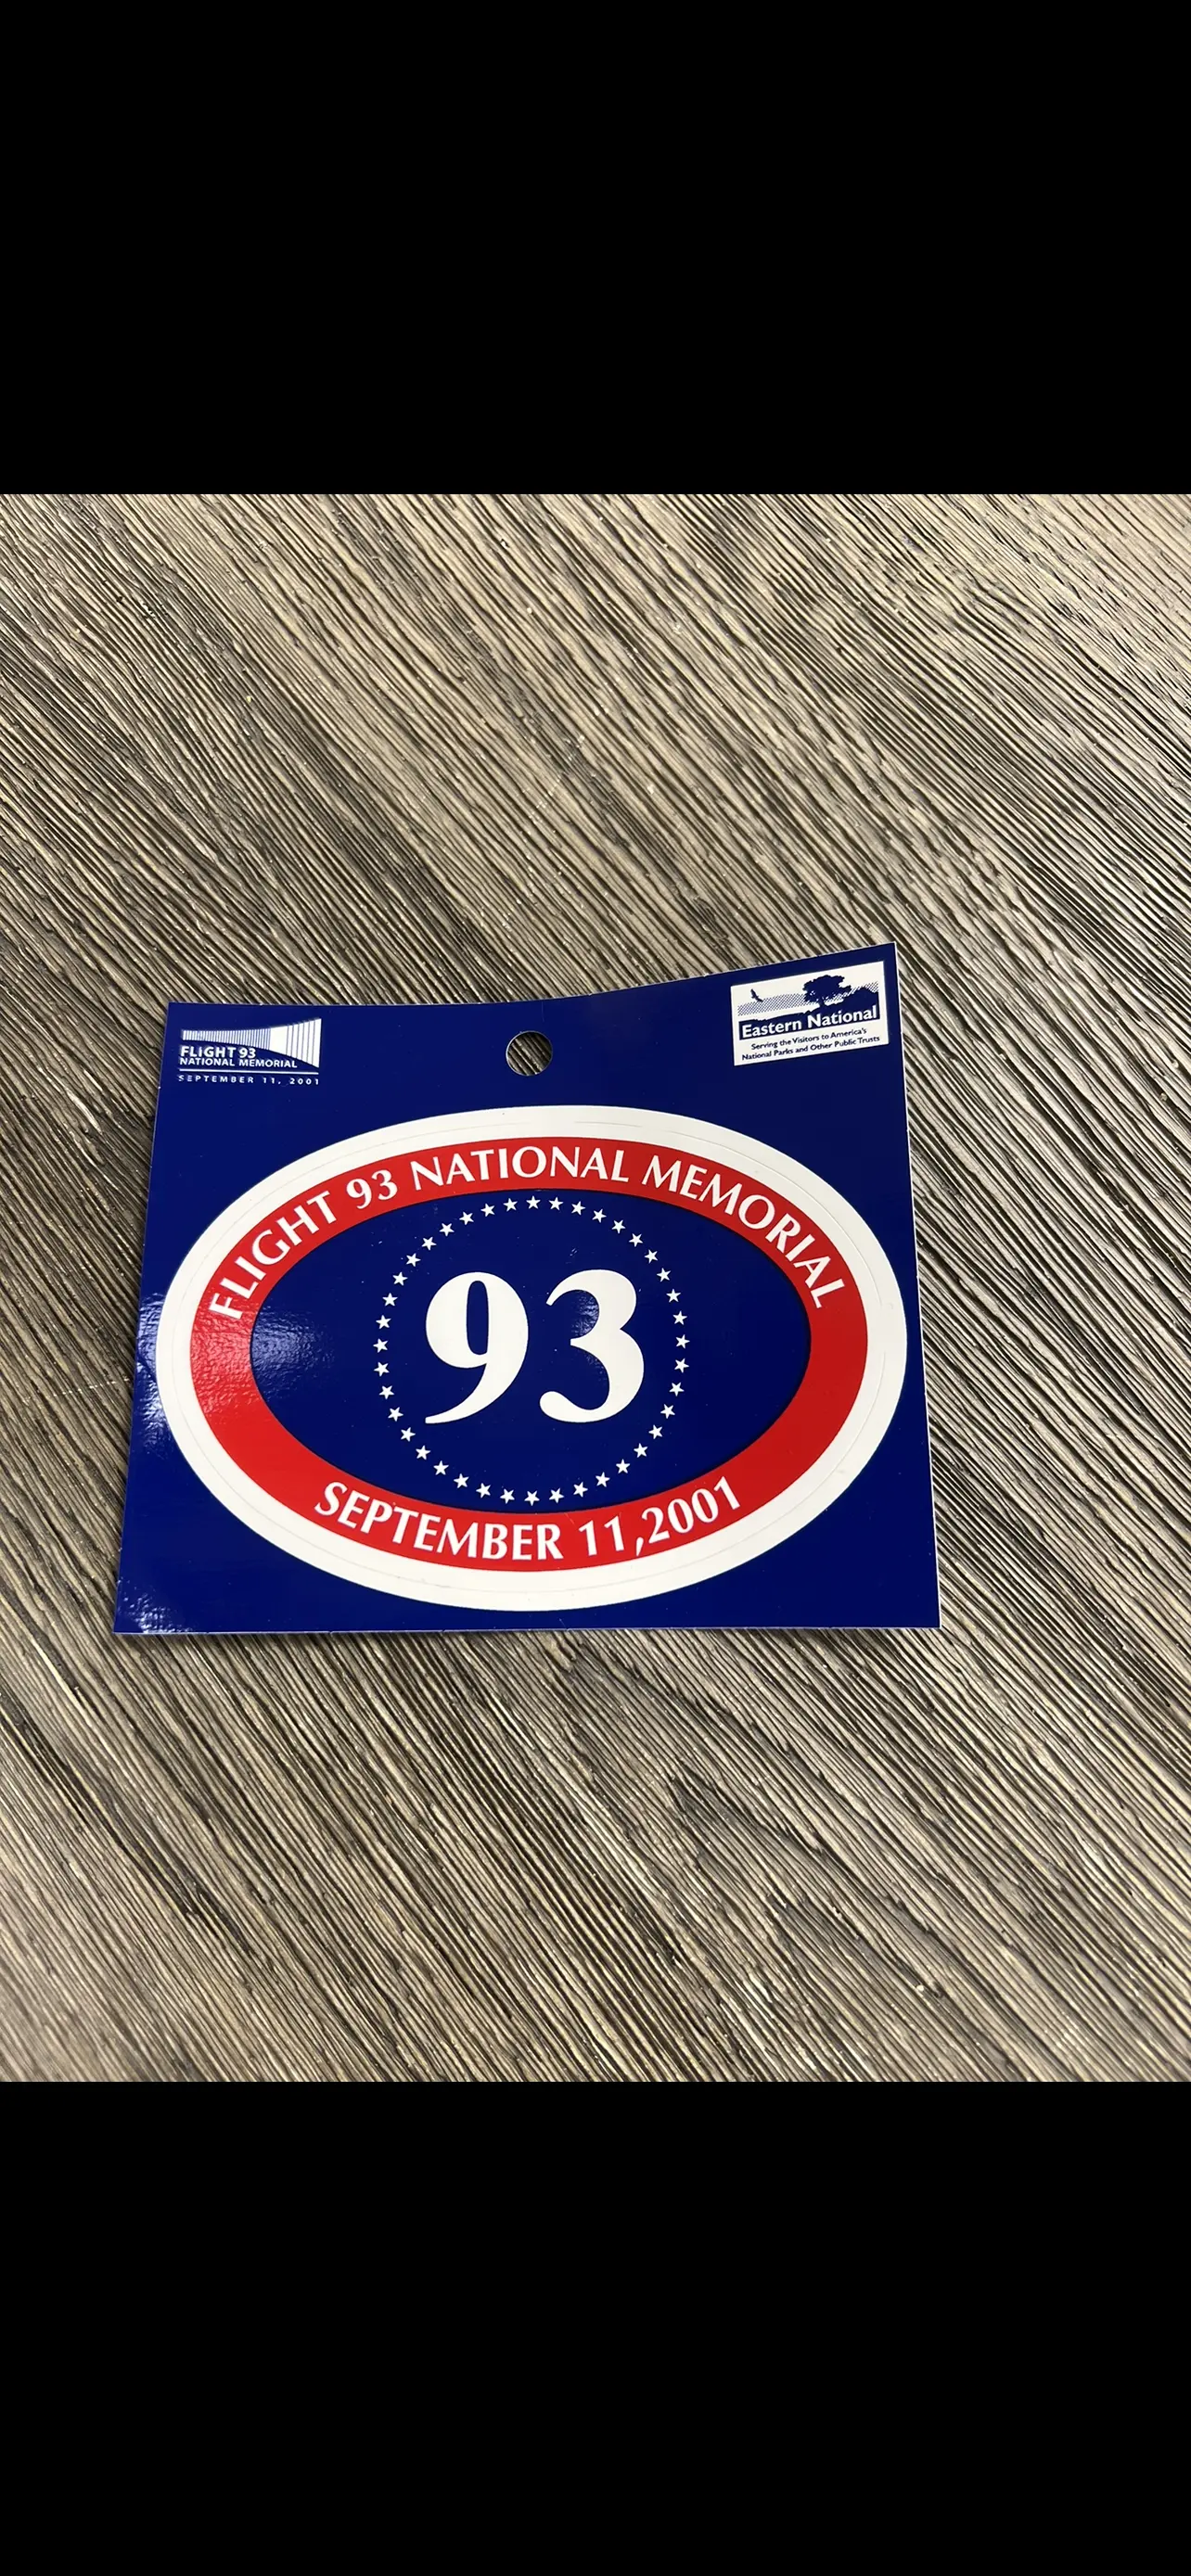 FLIGHT 93
NATIONAL MEMORIAL
SEPTEMBER 11, 2001
Eastern National
Serving the Visitors to America's
National Parks and Other Public Trusts
FLIGHT 93 NATIONAL MEMORIAL
93
SEPTEMBER 11,2001